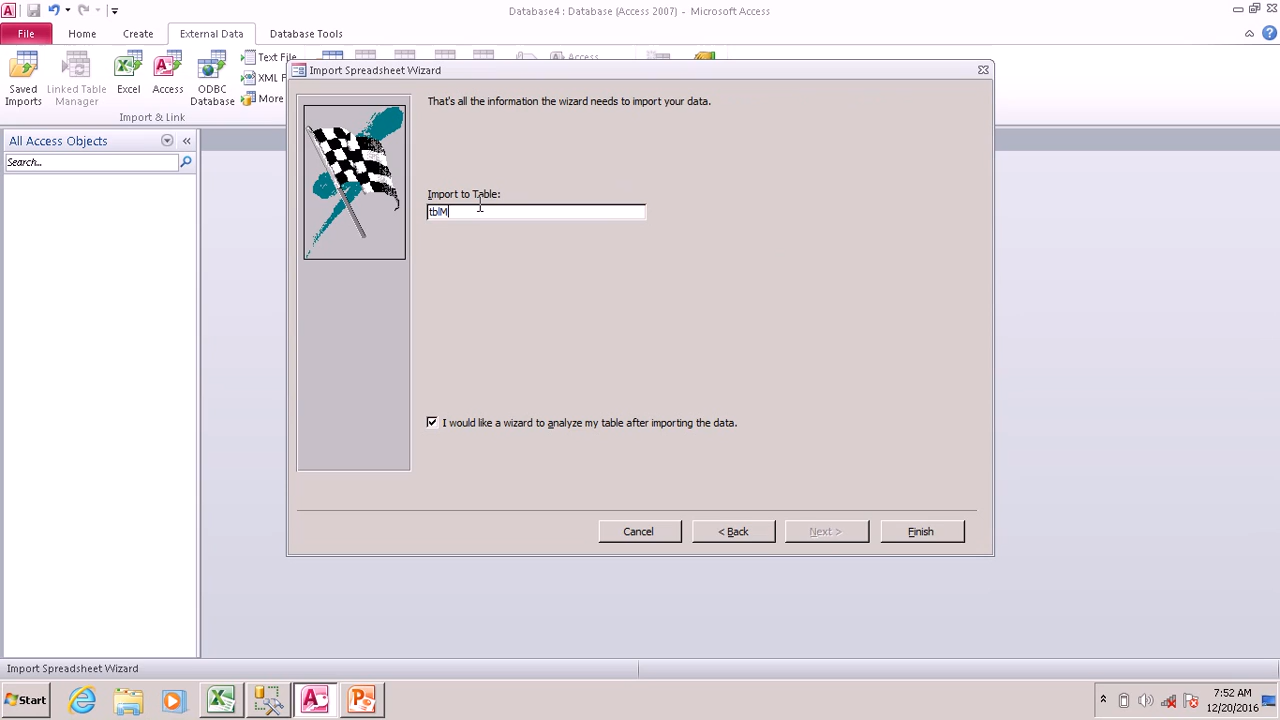 Database4 : Database (Access 2007) - Microsoft Access
File Home Create External Data Database Tools
Saved Imports
Linked Table Manager
Excel
Access
ODBC Database
Text File
XML F
More
Access
Import & Link
All Access Objects
Search...
Import Spreadsheet Wizard
That's all the information the wizard needs to import your data.
Import to Table:
tblM
I would like a wizard to analyze my table after importing the data.
Cancel < Back Next > Finish
Import Spreadsheet Wizard
Start
7:52 AM
12/20/2016